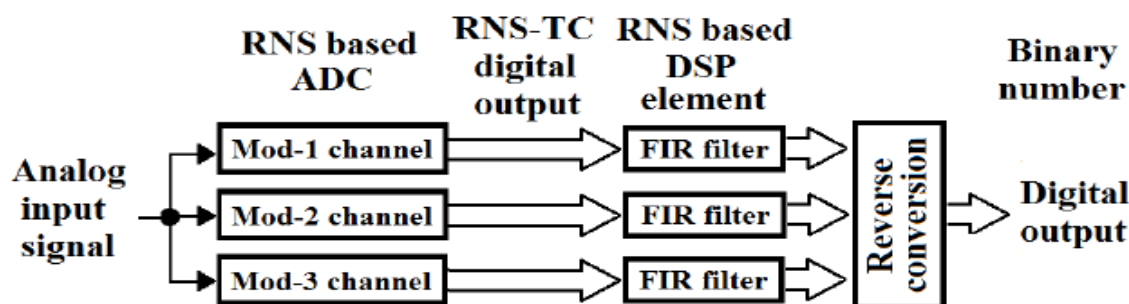 RNS based
ADC
RNS-TC
digital
output
RNS based
DSP
element
Binary
number
Analog
input
signal
Mod-1 channel
FIR filter
Mod-2 channel
FIR filter
Mod-3 channel
FIR filter
Reverse
conversion
Digital
output